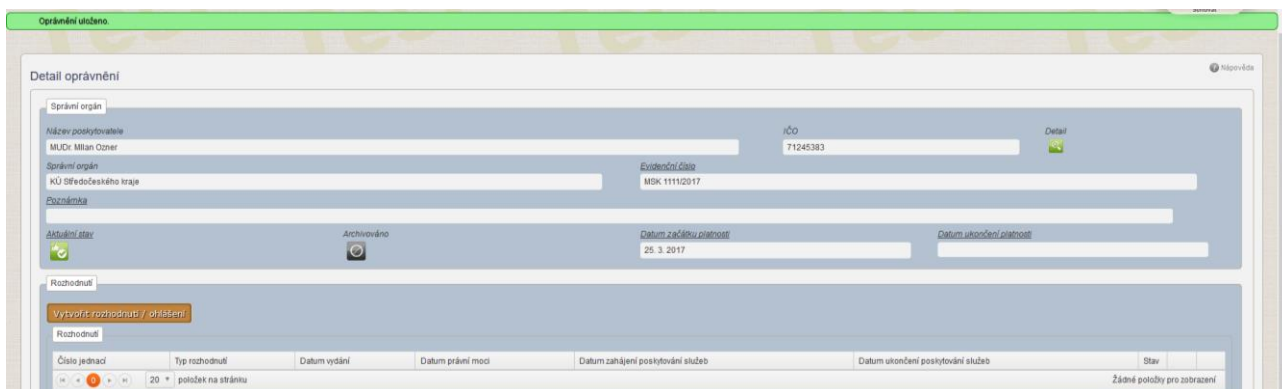 Oprávnění uloženo.
Detail oprávnění
Nápověda
Správní orgán
Název poskytovatele IČO Detail
MUDr. Milan Ozner 71245383
Správní orgán Evidenční číslo
KÚ Středočeského kraje MSK 1111/2017
Poznámka
Aktuální stav Archivováno Datum začátku platnosti Datum ukončení platnosti
25. 3. 2017
Rozhodnutí
Vytvořit rozhodnutí / ohlášení
Rozhodnutí
Číslo jednací Typ rozhodnutí Datum vydání Datum právní moci Datum zahájení poskytování služeb Datum ukončení poskytování služeb Stav
0 20 položek na stránku Žádné položky pro zobrazení